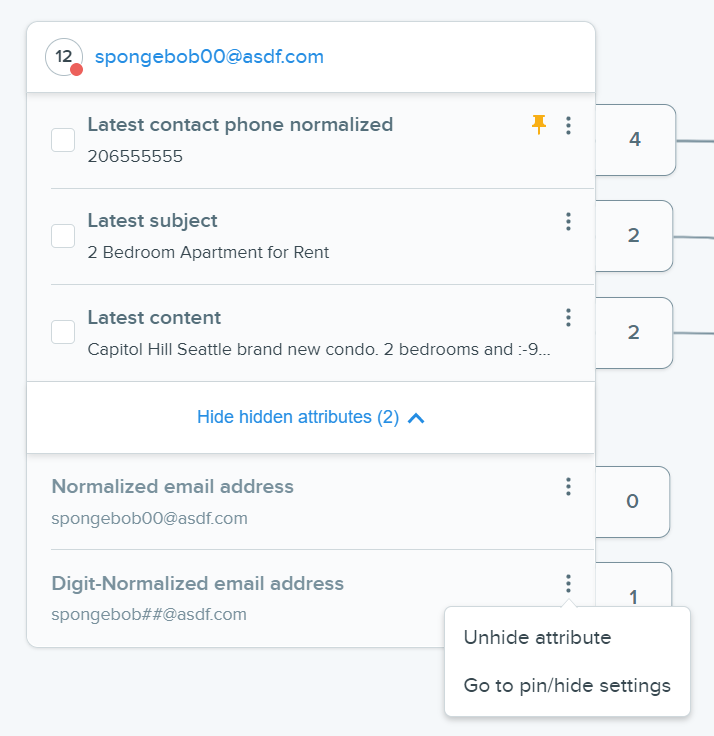 12 spongebob00@asdf.com
Latest contact phone normalized
206555555
4
Latest subject
2 Bedroom Apartment for Rent
2
Latest content
Capitol Hill Seattle brand new condo. 2 bedrooms and :-9...
2
Hide hidden attributes (2)
Normalized email address
spongebob00@asdf.com
0
Digit-Normalized email address
spongebob##@asdf.com
1
Unhide attribute
Go to pin/hide settings